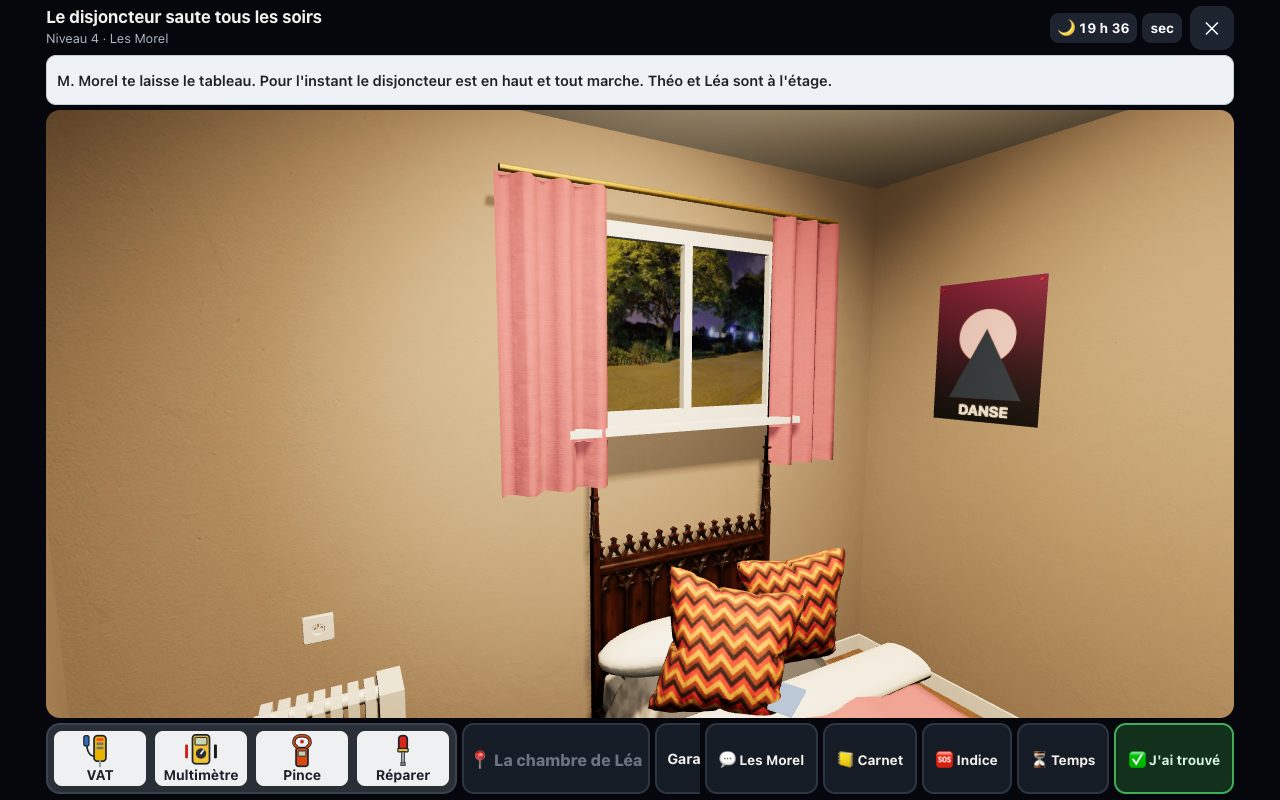 Le disjoncteur saute tous les soirs
Niveau 4 · Les Morel
19 h 36
sec
M. Morel te laisse le tableau. Pour l'instant le disjoncteur est en haut et tout marche. Théo et Léa sont à l'étage.
DANSE
VAT
Multimètre
Pince
Réparer
La chambre de Léa
Gara
Les Morel
Carnet
SOS Indice
Temps
J'ai trouvé